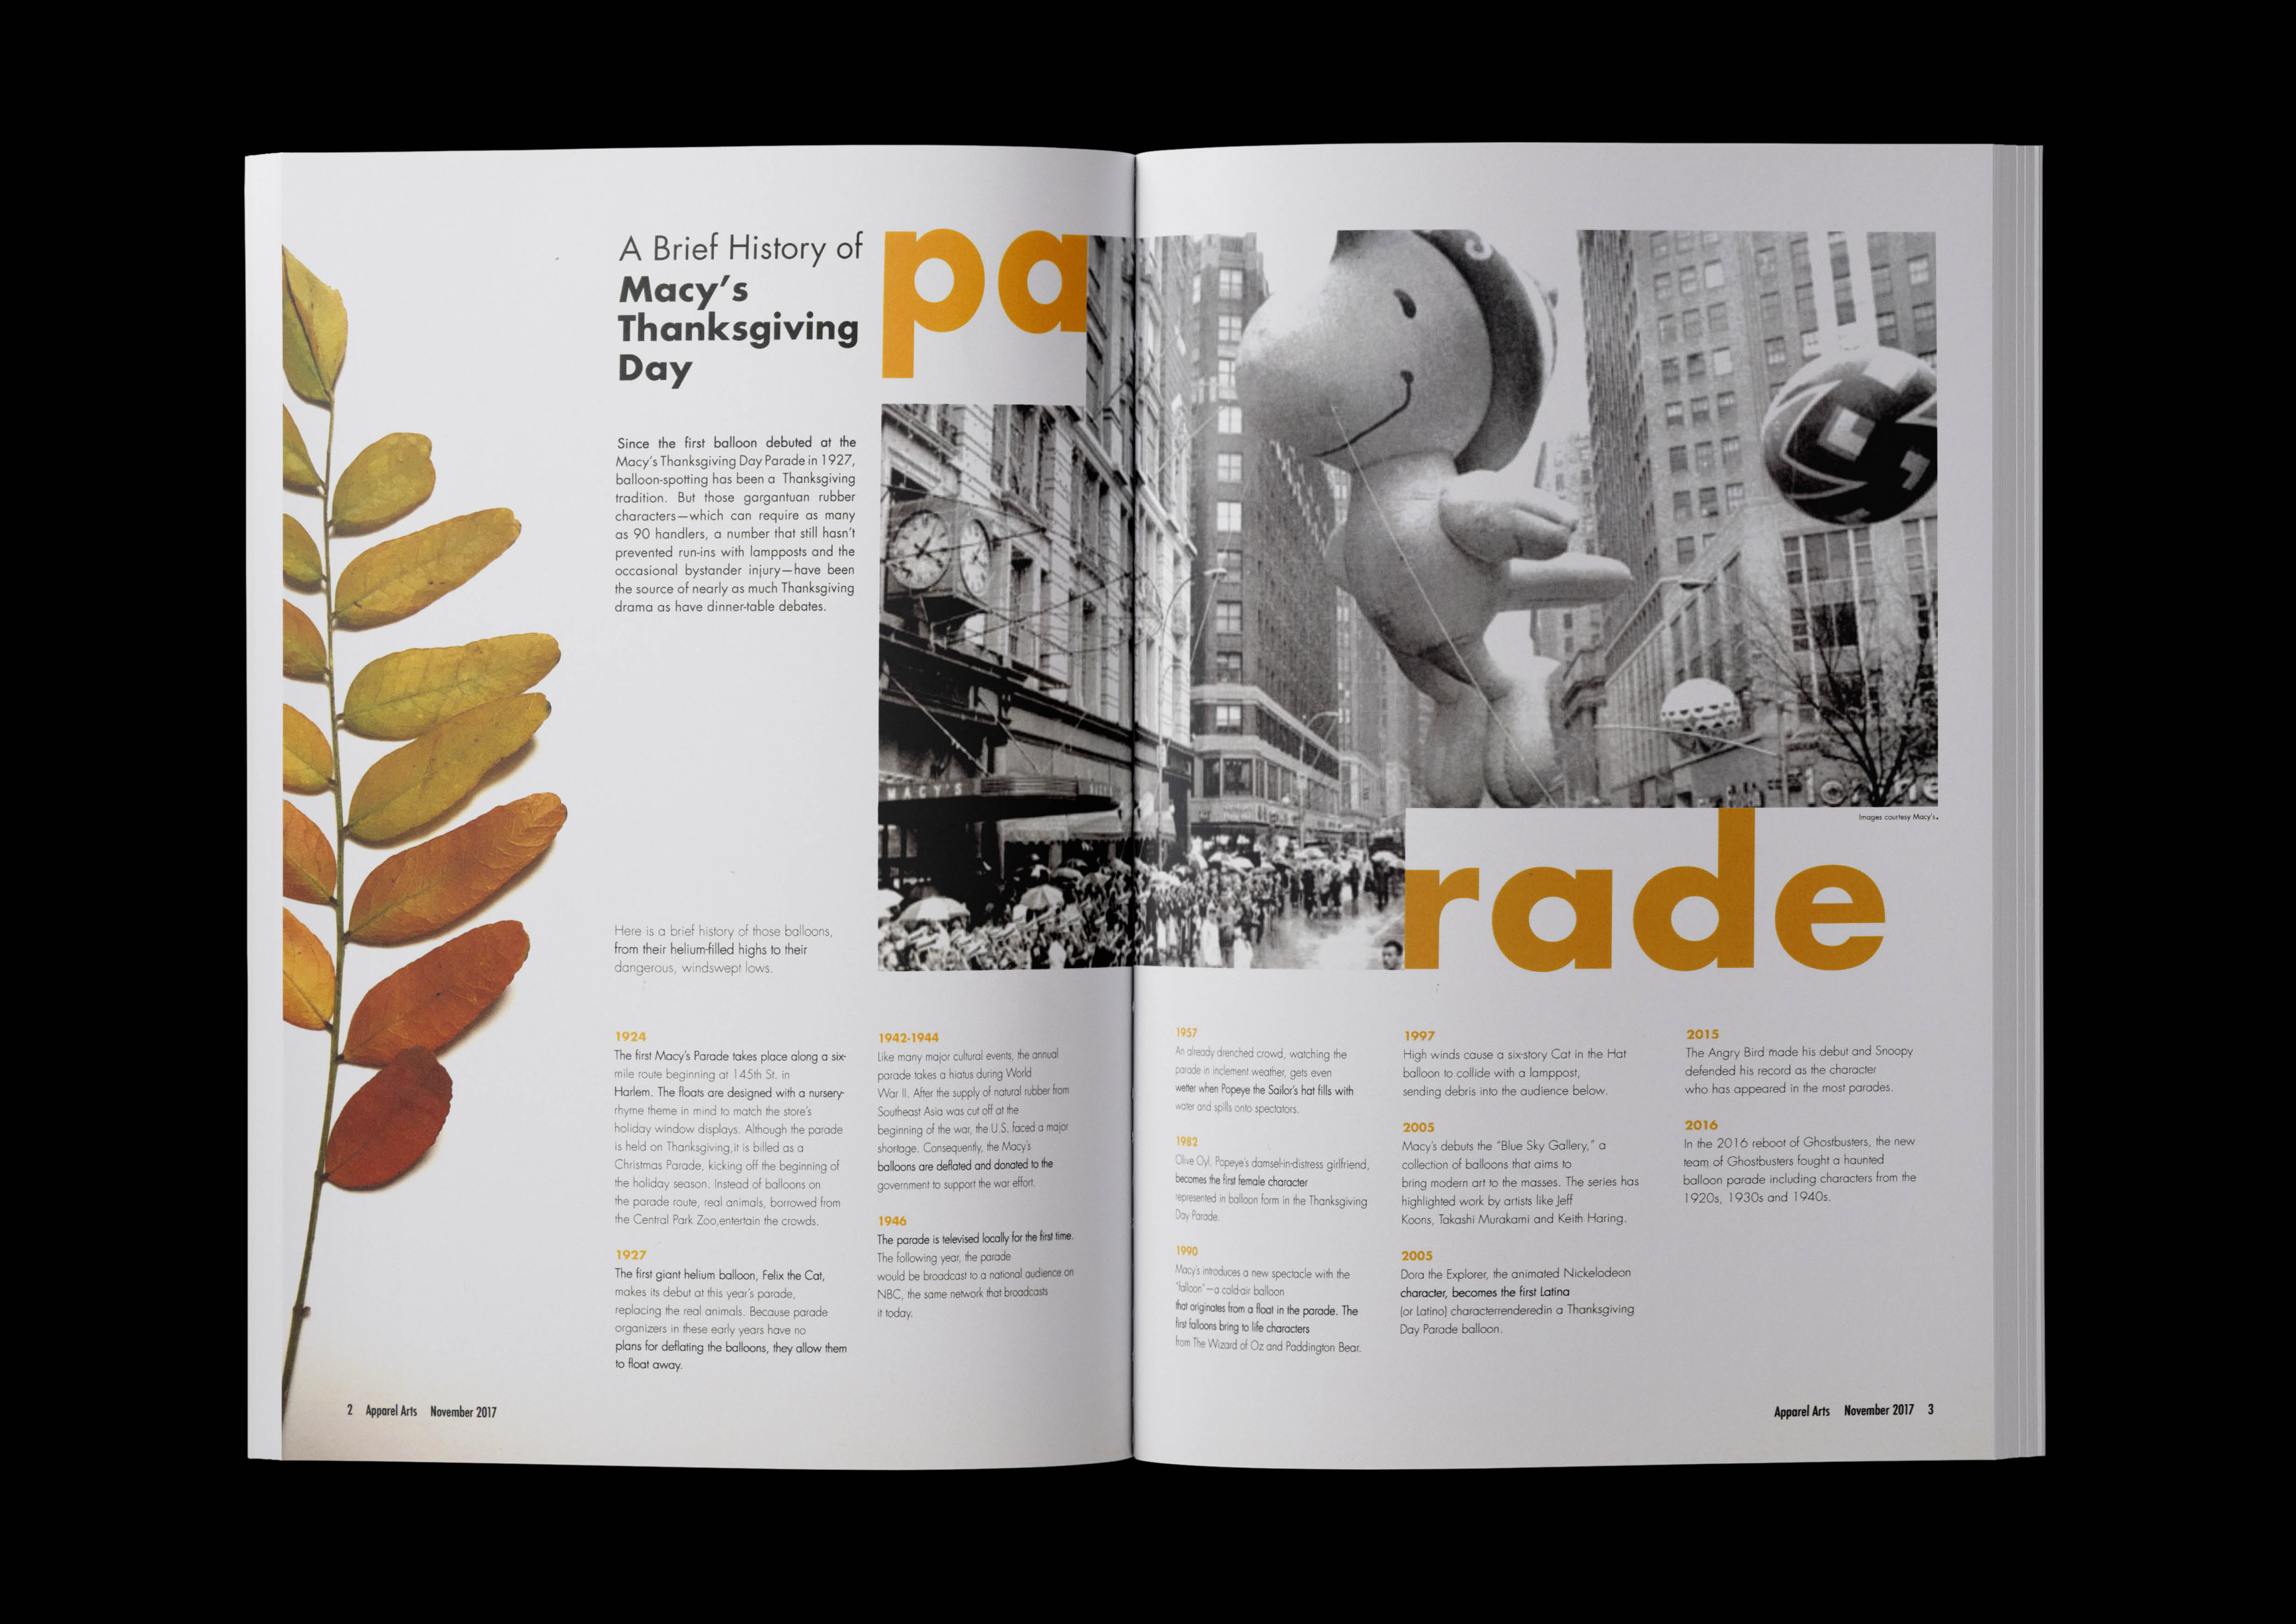 A Brief History of
Macy's
Thanksgiving
Day
pa
rade
Since the first balloon debuted at the
Macy's Thanksgiving Day Parade in 1927,
balloon-spotting has been a Thanksgiving
tradition. But those gargantuan rubber
characters—which can require as many
as 90 handlers, a number that still hasn't
prevented run-ins with lampposts and the
occasional bystander injury—have been
the source of nearly as much Thanksgiving
drama as have dinner-table debates.
Here is a brief history of those balloons,
from their helium-filled highs to their
dangerous, windswept lows.
MACY'S
Images courtesy Macy's.
1924
The first Macy's Parade takes place along a six-
mile route beginning at 145th St. in
Harlem. The floats are designed with a nursery-
rhyme theme in mind to match the store's
holiday window displays. Although the parade
is held on Thanksgiving,it is billed as a
Christmas Parade, kicking off the beginning of
the holiday season. Instead of balloons on
the parade route, real animals, borrowed from
the Central Park Zoo,entertain the crowds.
1927
The first giant helium balloon, Felix the Cat,
makes its debut at this year's parade,
replacing the real animals. Because parade
organizers in these early years have no
plans for deflating the balloons, they allow them
to float away.
1942-1944
Like many major cultural events, the annual
parade takes a hiatus during World
War II. After the supply of natural rubber from
Southeast Asia was cut off at the
beginning of the war, the U.S. faced a major
shortage. Consequently, the Macy's
balloons are deflated and donated to the
government to support the war effort.
1946
The parade is televised locally for the first time.
The following year, the parade
would be broadcast to a national audience on
NBC, the same network that broadcasts
it today.
1957
An already drenched crowd, watching the
parade in inclement weather, gets even
wetter when Popeye the Sailor's hat fills with
water and spills onto spectators.
1982
Olive Oyl, Popeye's damsel-in-distress girlfriend,
becomes the first female character
represented in balloon form in the Thanksgiving
Day Parade.
1990
Macy's introduces a new spectacle with the
"falloon"—a cold-air balloon
that originates from a float in the parade. The
first falloons bring to life characters
from The Wizard of Oz and Paddington Bear.
1997
High winds cause a six-story Cat in the Hat
balloon to collide with a lamppost,
sending debris into the audience below.
2005
Macy's debuts the "Blue Sky Gallery," a
collection of balloons that aims to
bring modern art to the masses. The series has
highlighted work by artists like Jeff
Koons, Takashi Murakami and Keith Haring.
2005
Dora the Explorer, the animated Nickelodeon
character, becomes the first Latina
(or Latino) characterrenderedin a Thanksgiving
Day Parade balloon.
2015
The Angry Bird made his debut and Snoopy
defended his record as the character
who has appeared in the most parades.
2016
In the 2016 reboot of Ghostbusters, the new
team of Ghostbusters fought a haunted
balloon parade including characters from the
1920s, 1930s and 1940s.
2 Apparel Arts November 2017
Apparel Arts November 2017 3